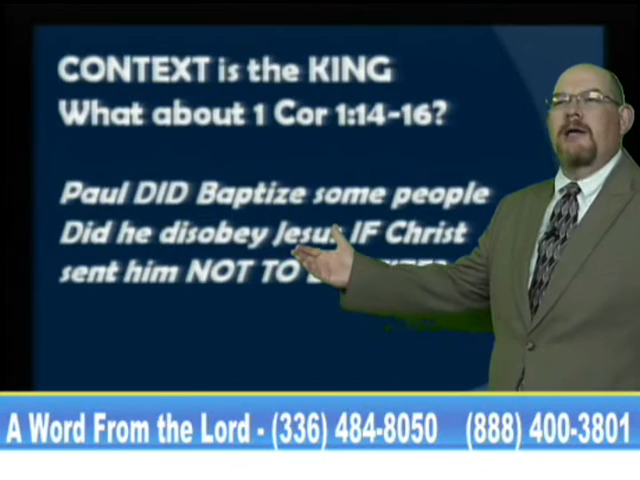 CONTEXT is the KING
What about 1 Cor 1:14-16?
Paul DID Baptize some people
Did he disobey Jesus IF Christ
sent him NOT TO
A Word From the Lord - (336) 484-8050 (888) 400-3801